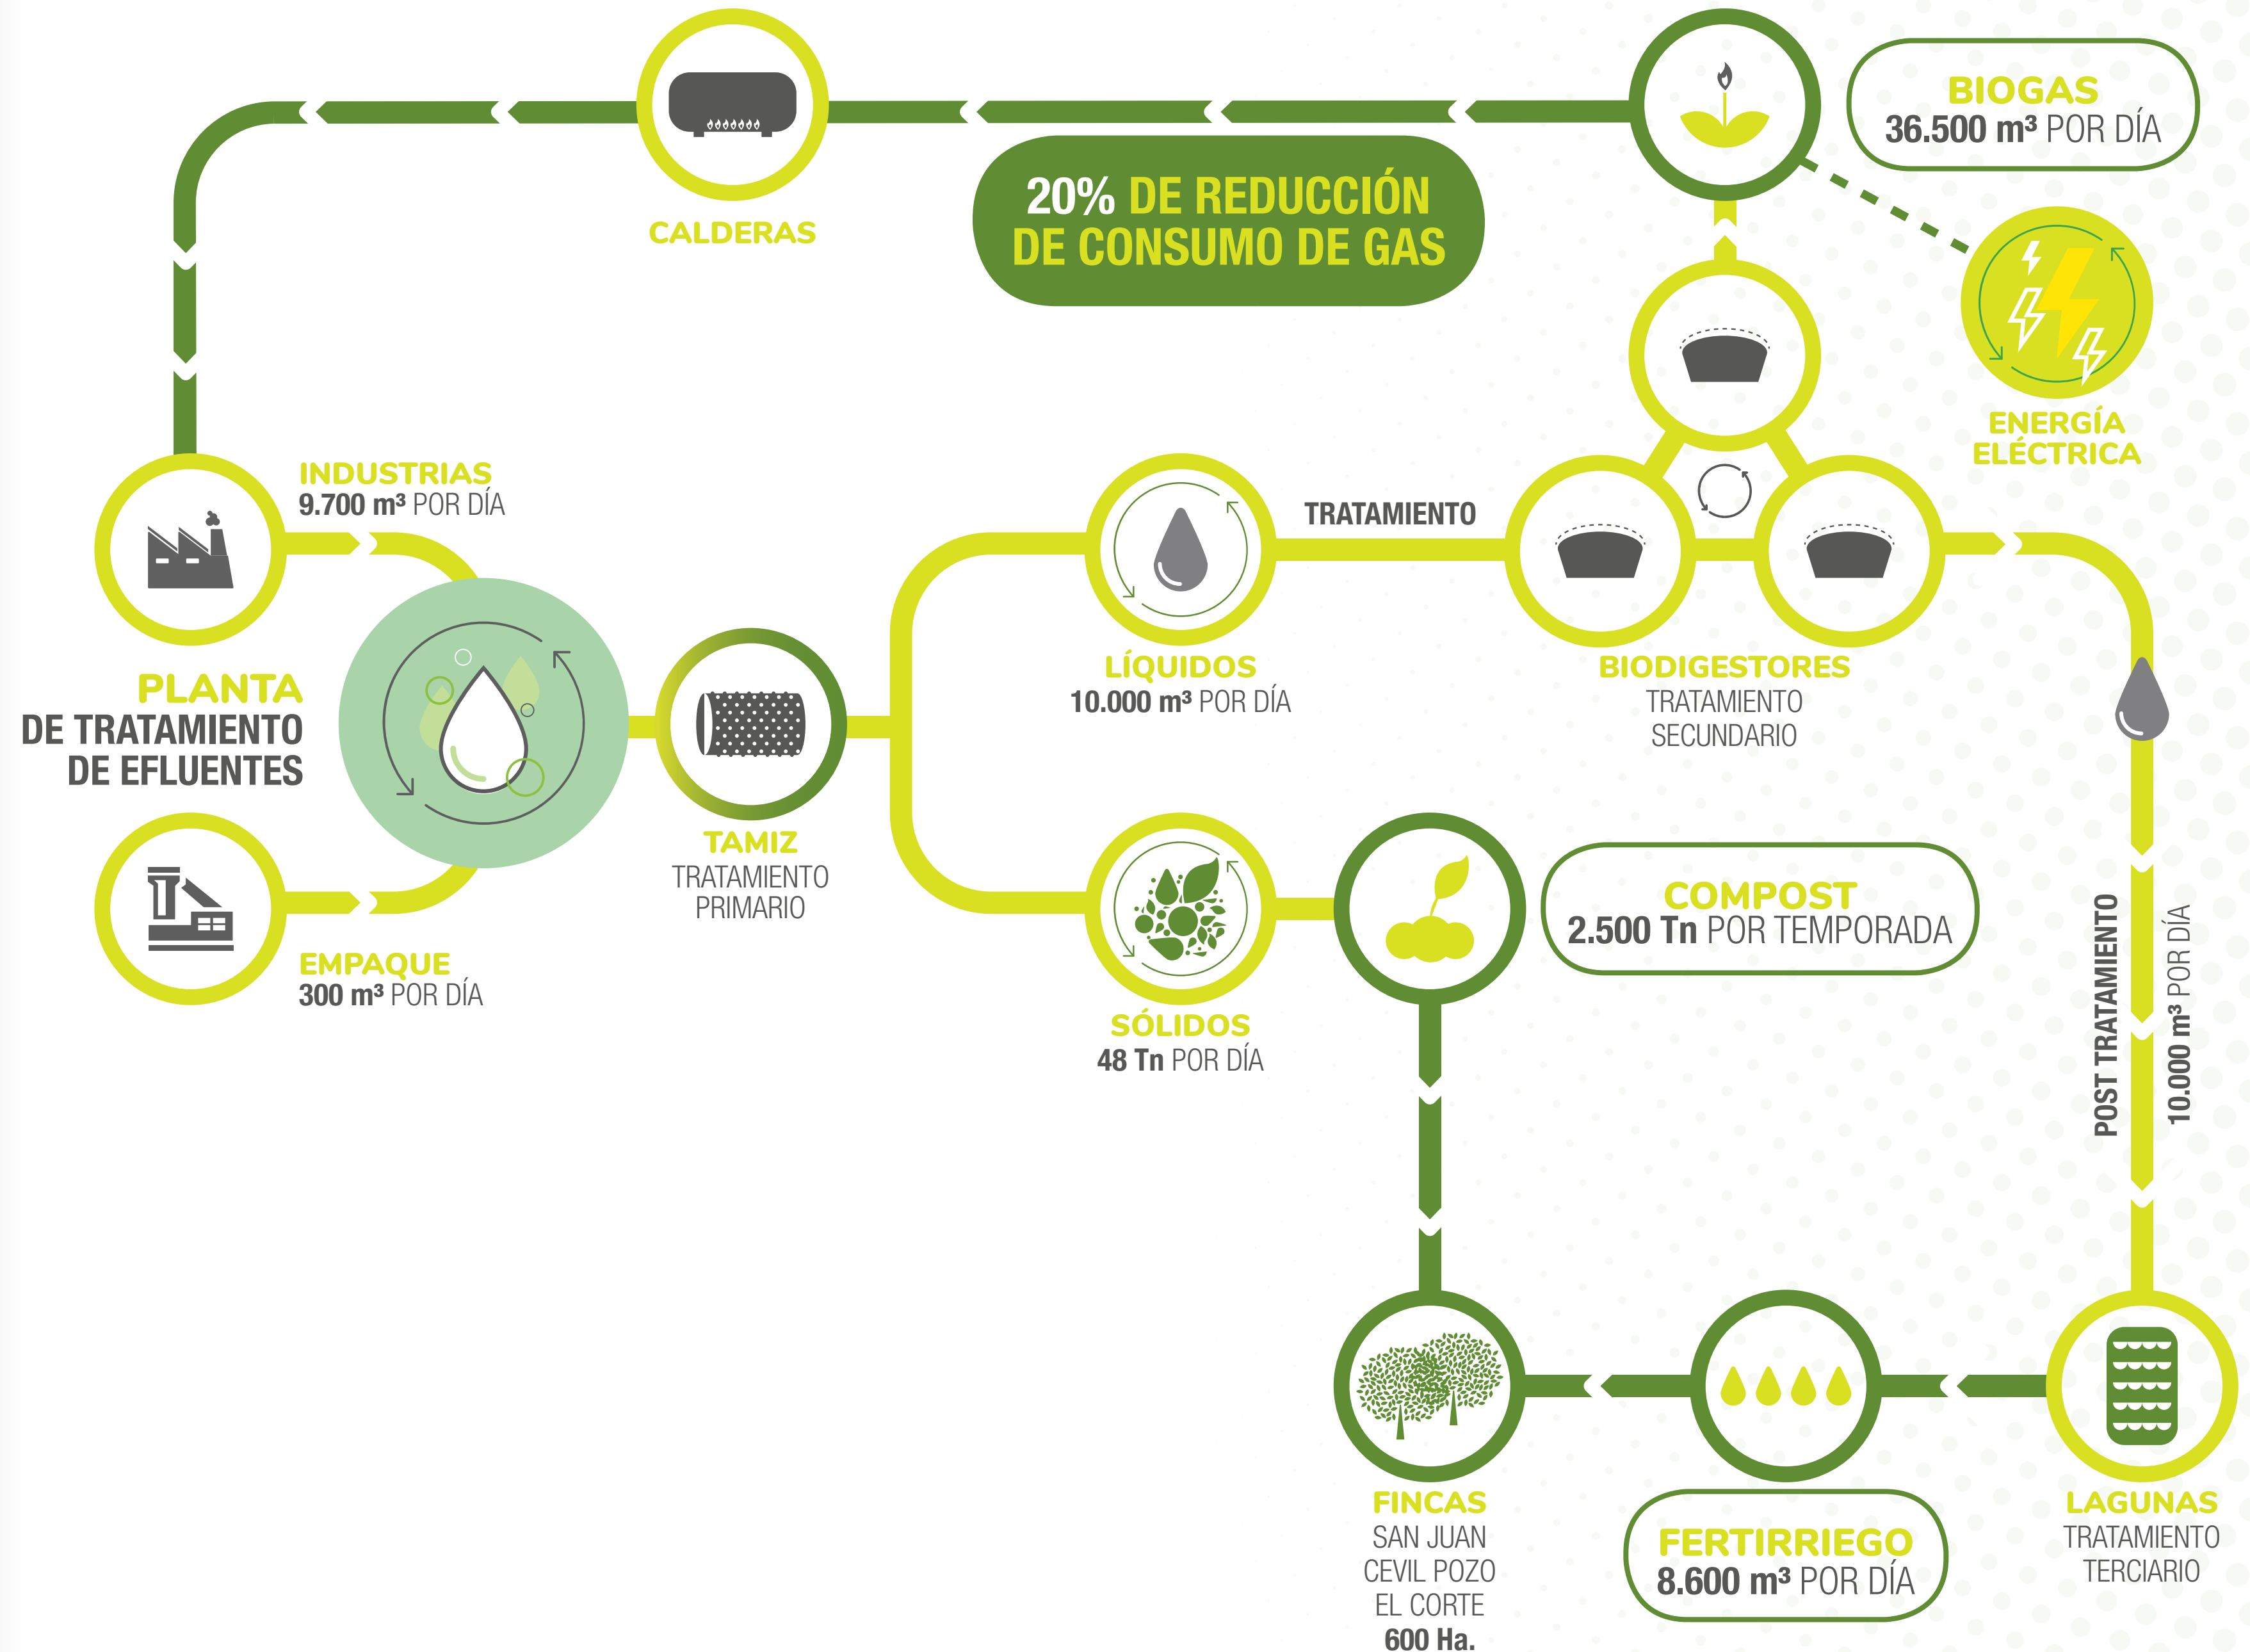 BIOGAS
36.500 m³ POR DÍA
20% DE REDUCCIÓN
DE CONSUMO DE GAS
CALDERAS
ENERGÍA
ELÉCTRICA
INDUSTRIAS
9.700 m³ POR DÍA
TRATAMIENTO
PLANTA
DE TRATAMIENTO
DE EFLUENTES
LÍQUIDOS
10.000 m³ POR DÍA
BIODIGESTORES
TRATAMIENTO
SECUNDARIO
TAMIZ
TRATAMIENTO
PRIMARIO
EMPAQUE
300 m³ POR DÍA
SÓLIDOS
48 Tn POR DÍA
COMPOST
2.500 Tn POR TEMPORADA
POST TRATAMIENTO
10.000 m³ POR DÍA
FINCAS
SAN JUAN
CEVIL POZO
EL CORTE
600 Ha.
FERTIRRIEGO
8.600 m³ POR DÍA
LAGUNAS
TRATAMIENTO
TERCIARIO